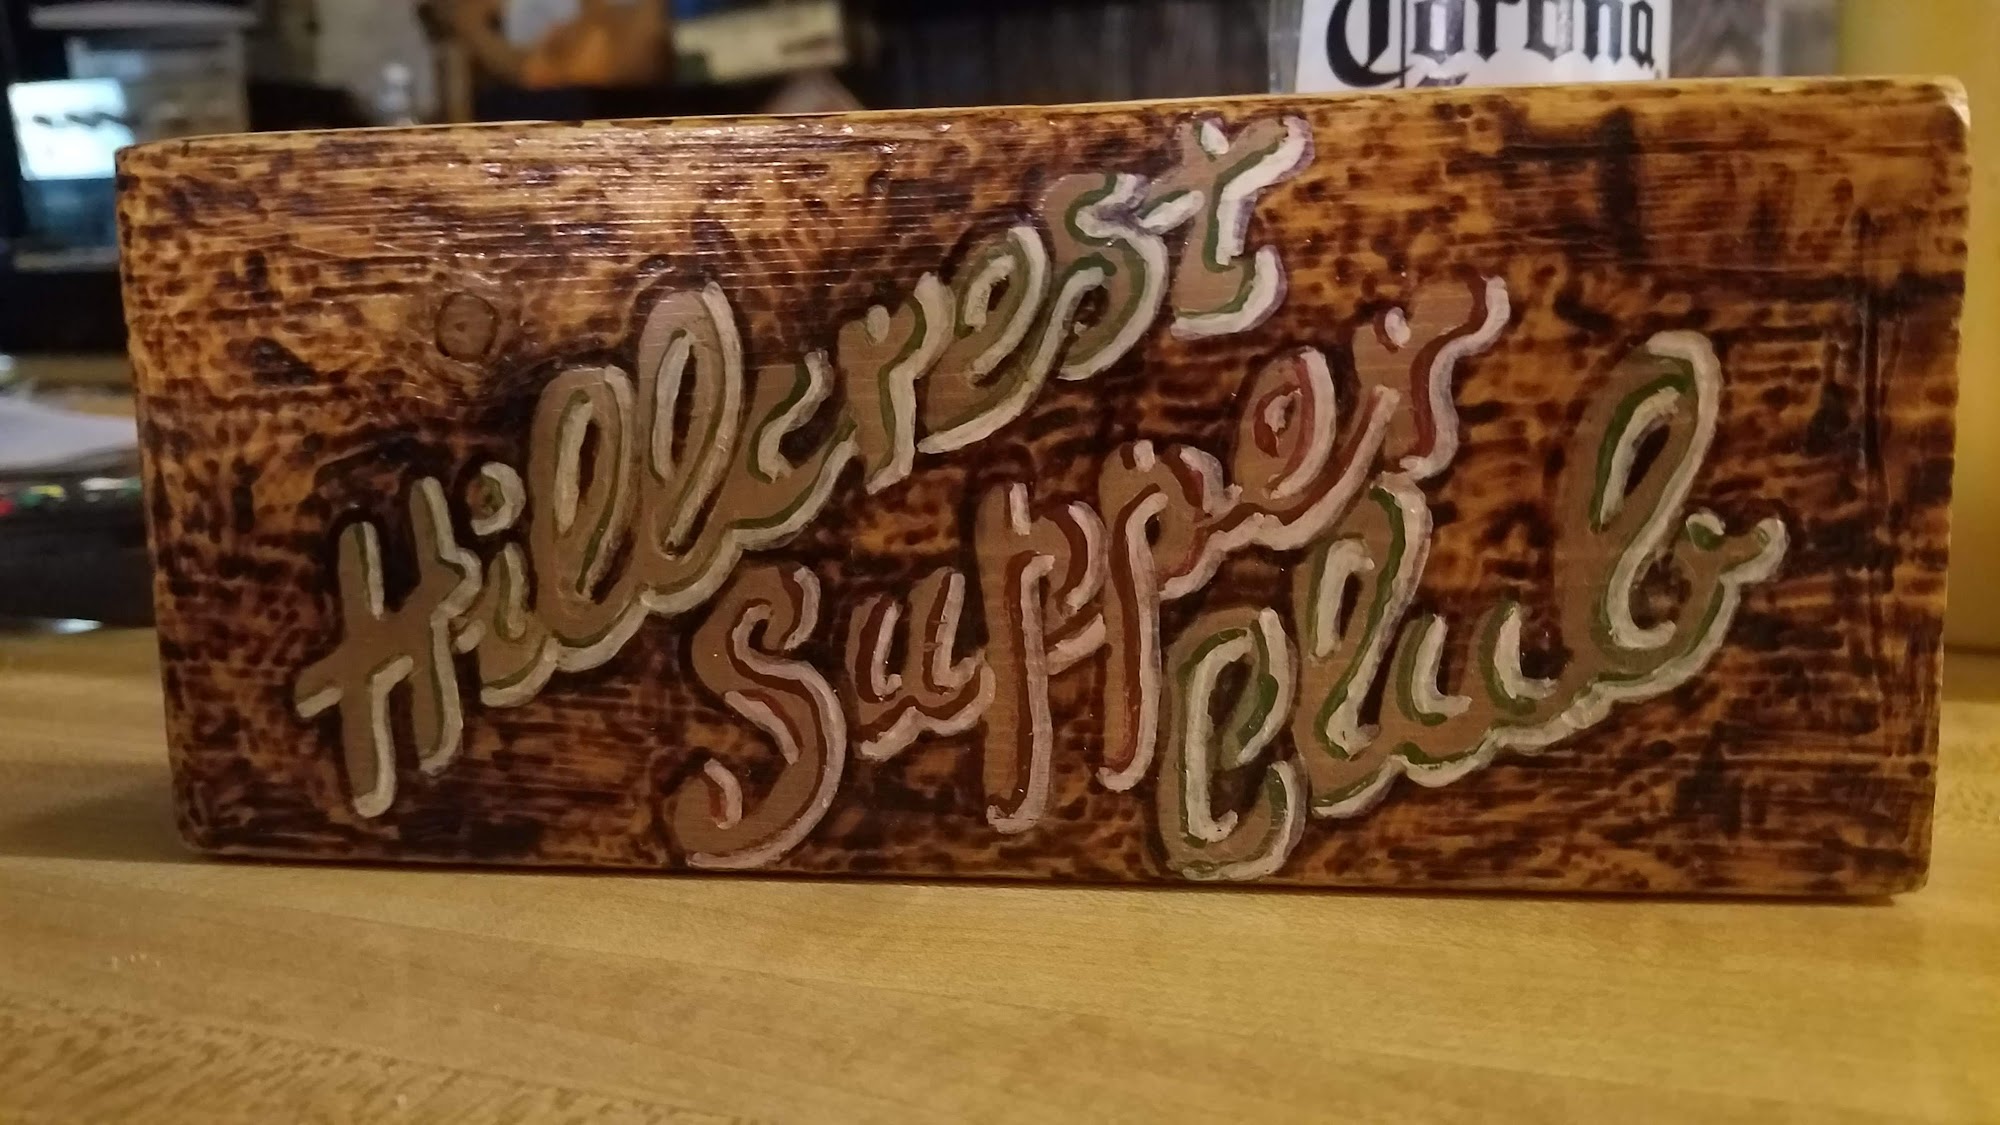 Corona
Hillcrest
Supper
Club